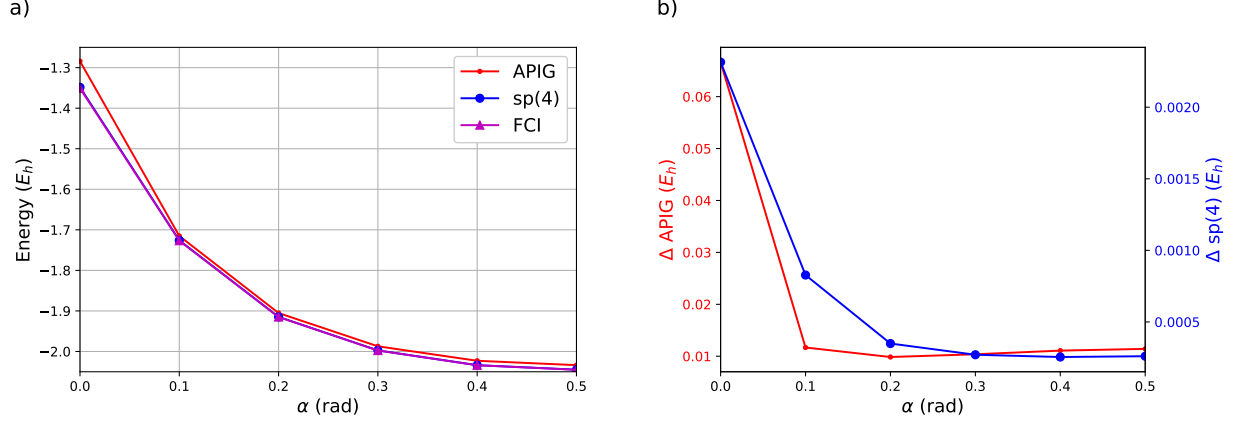 a)
Energy (E_h)
−1.3
−1.4
−1.5
−1.6
−1.7
−1.8
−1.9
−2.0
0.0 0.1 0.2 0.3 0.4 0.5
α (rad)
APIG
sp(4)
FCI
b)
Δ APIG (E_h)
0.06
0.05
0.04
0.03
0.02
0.01
0.0 0.1 0.2 0.3 0.4 0.5
α (rad)
0.0020
0.0015
0.0010
0.0005
Δ sp(4) (E_h)